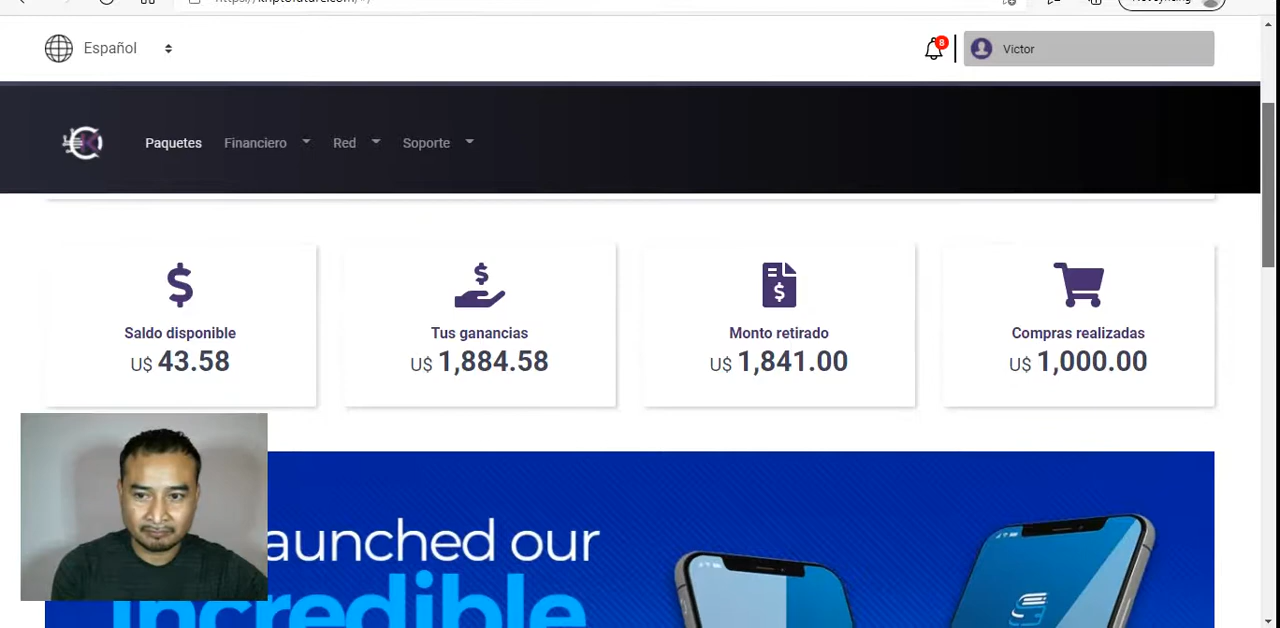 Español
8
Victor
Paquetes Financiero Red Soporte
Saldo disponible
U$ 43.58
Tus ganancias
U$ 1,884.58
Monto retirado
U$ 1,841.00
Compras realizadas
U$ 1,000.00
aunched our
incredible